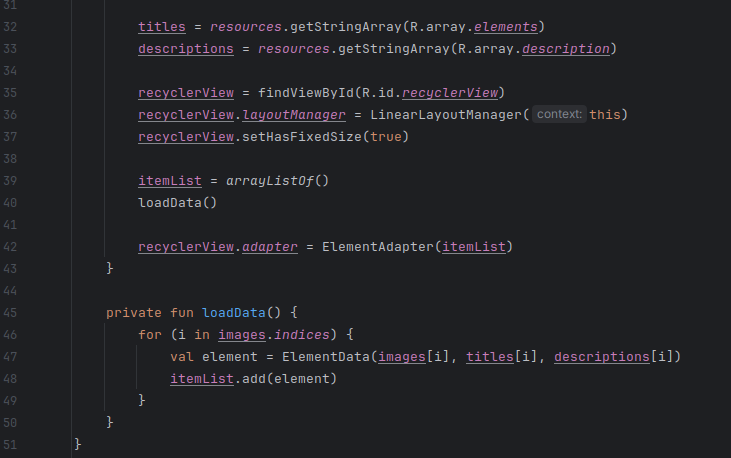 31
32 titles = resources.getStringArray(R.array.elements)
33 descriptions = resources.getStringArray(R.array.description)
34
35 recyclerView = findViewById(R.id.recyclerView)
36 recyclerView.layoutManager = LinearLayoutManager( context: this)
37 recyclerView.setHasFixedSize(true)
38
39 itemList = arrayListOf()
40 loadData()
41
42 recyclerView.adapter = ElementAdapter(itemList)
43 }
44
45 private fun loadData() {
46 for (i in images.indices) {
47 val element = ElementData(images[i], titles[i], descriptions[i])
48 itemList.add(element)
49 }
50 }
51 }